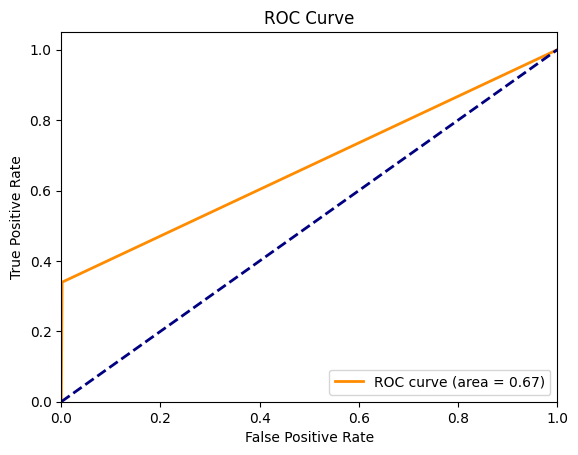 ROC Curve
1.0
0.8
0.6
0.4
0.2
0.0
True Positive Rate
ROC curve (area = 0.67)
0.0 0.2 0.4 0.6 0.8 1.0
False Positive Rate